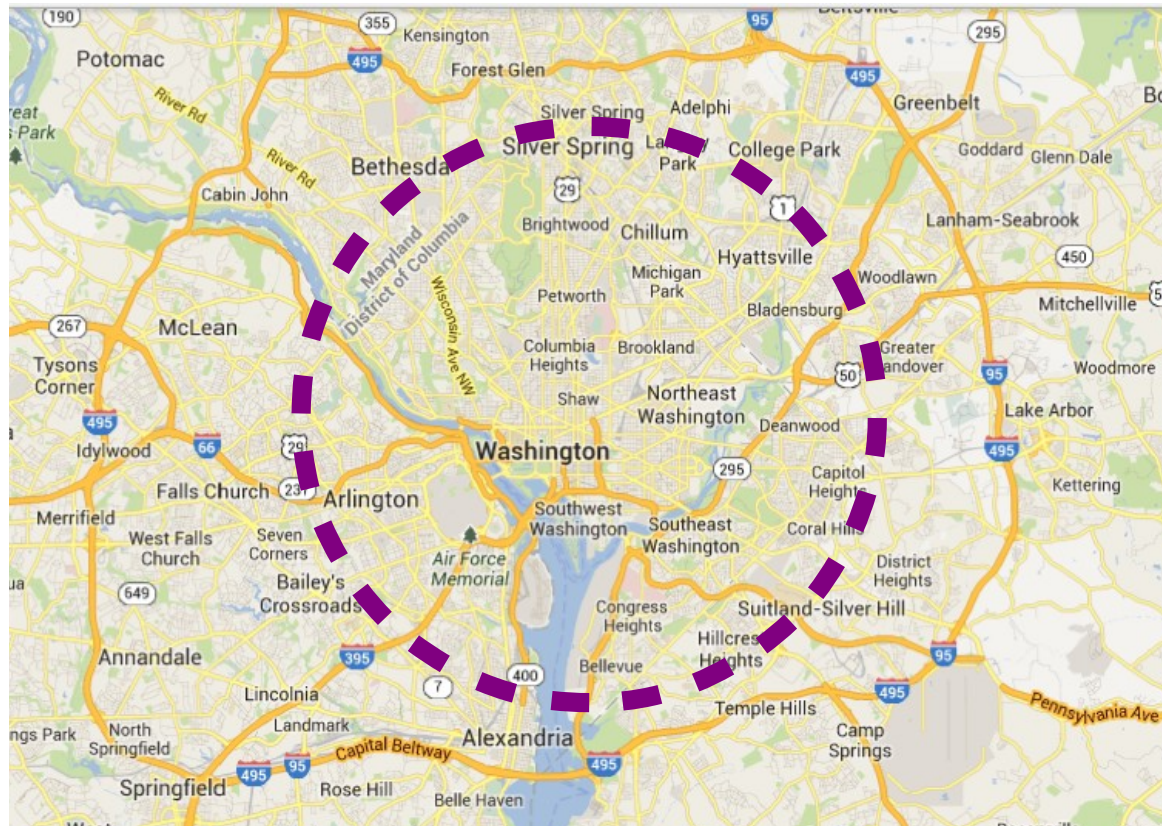 190
355
Kensington
95
295
Potomac
495
Forest Glen
495
Greenbelt
River Rd
Silver Spring
Adelphi
Park
Silver Spring
Park
College Park
Goddard
Glenn Dale
Bethesda
River Rd
Cabin John
29
1
Lanham-Seabrook
Brightwood
Chillum
Maryland
District of Columbia
Hyattsville
450
Michigan
Park
Woodlawn
Wisconsin Ave NW
Petworth
Bladensburg
Mitchellville
267
McLean
Columbia
Heights
Brookland
Greater
Tysons
Corner
50
95
Woodmore
Shaw
Northeast
Washington
Lake Arbor
495
Deanwood
Idylwood
66
29
Washington
495
295
Capitol
Heights
Kettering
Falls Church
Arlington
Merrifield
Southwest
Washington
Southeast
Washington
Coral Hills
West Falls
Church
Seven
Corners
Air Force
Memorial
District
Heights
649
Bailey's
Crossroads
Congress
Heights
Suitland-Silver Hill
Annandale
395
Hillcrest
Heights
95
Bellevue
400
7
495
Lincolnia
Temple Hills
Pennsylvania Ave
North
Springfield
Landmark
Alexandria
Camp
Springs
ngs Park
Capital Beltway
495
95
495
Springfield
Rose Hill
Belle Haven